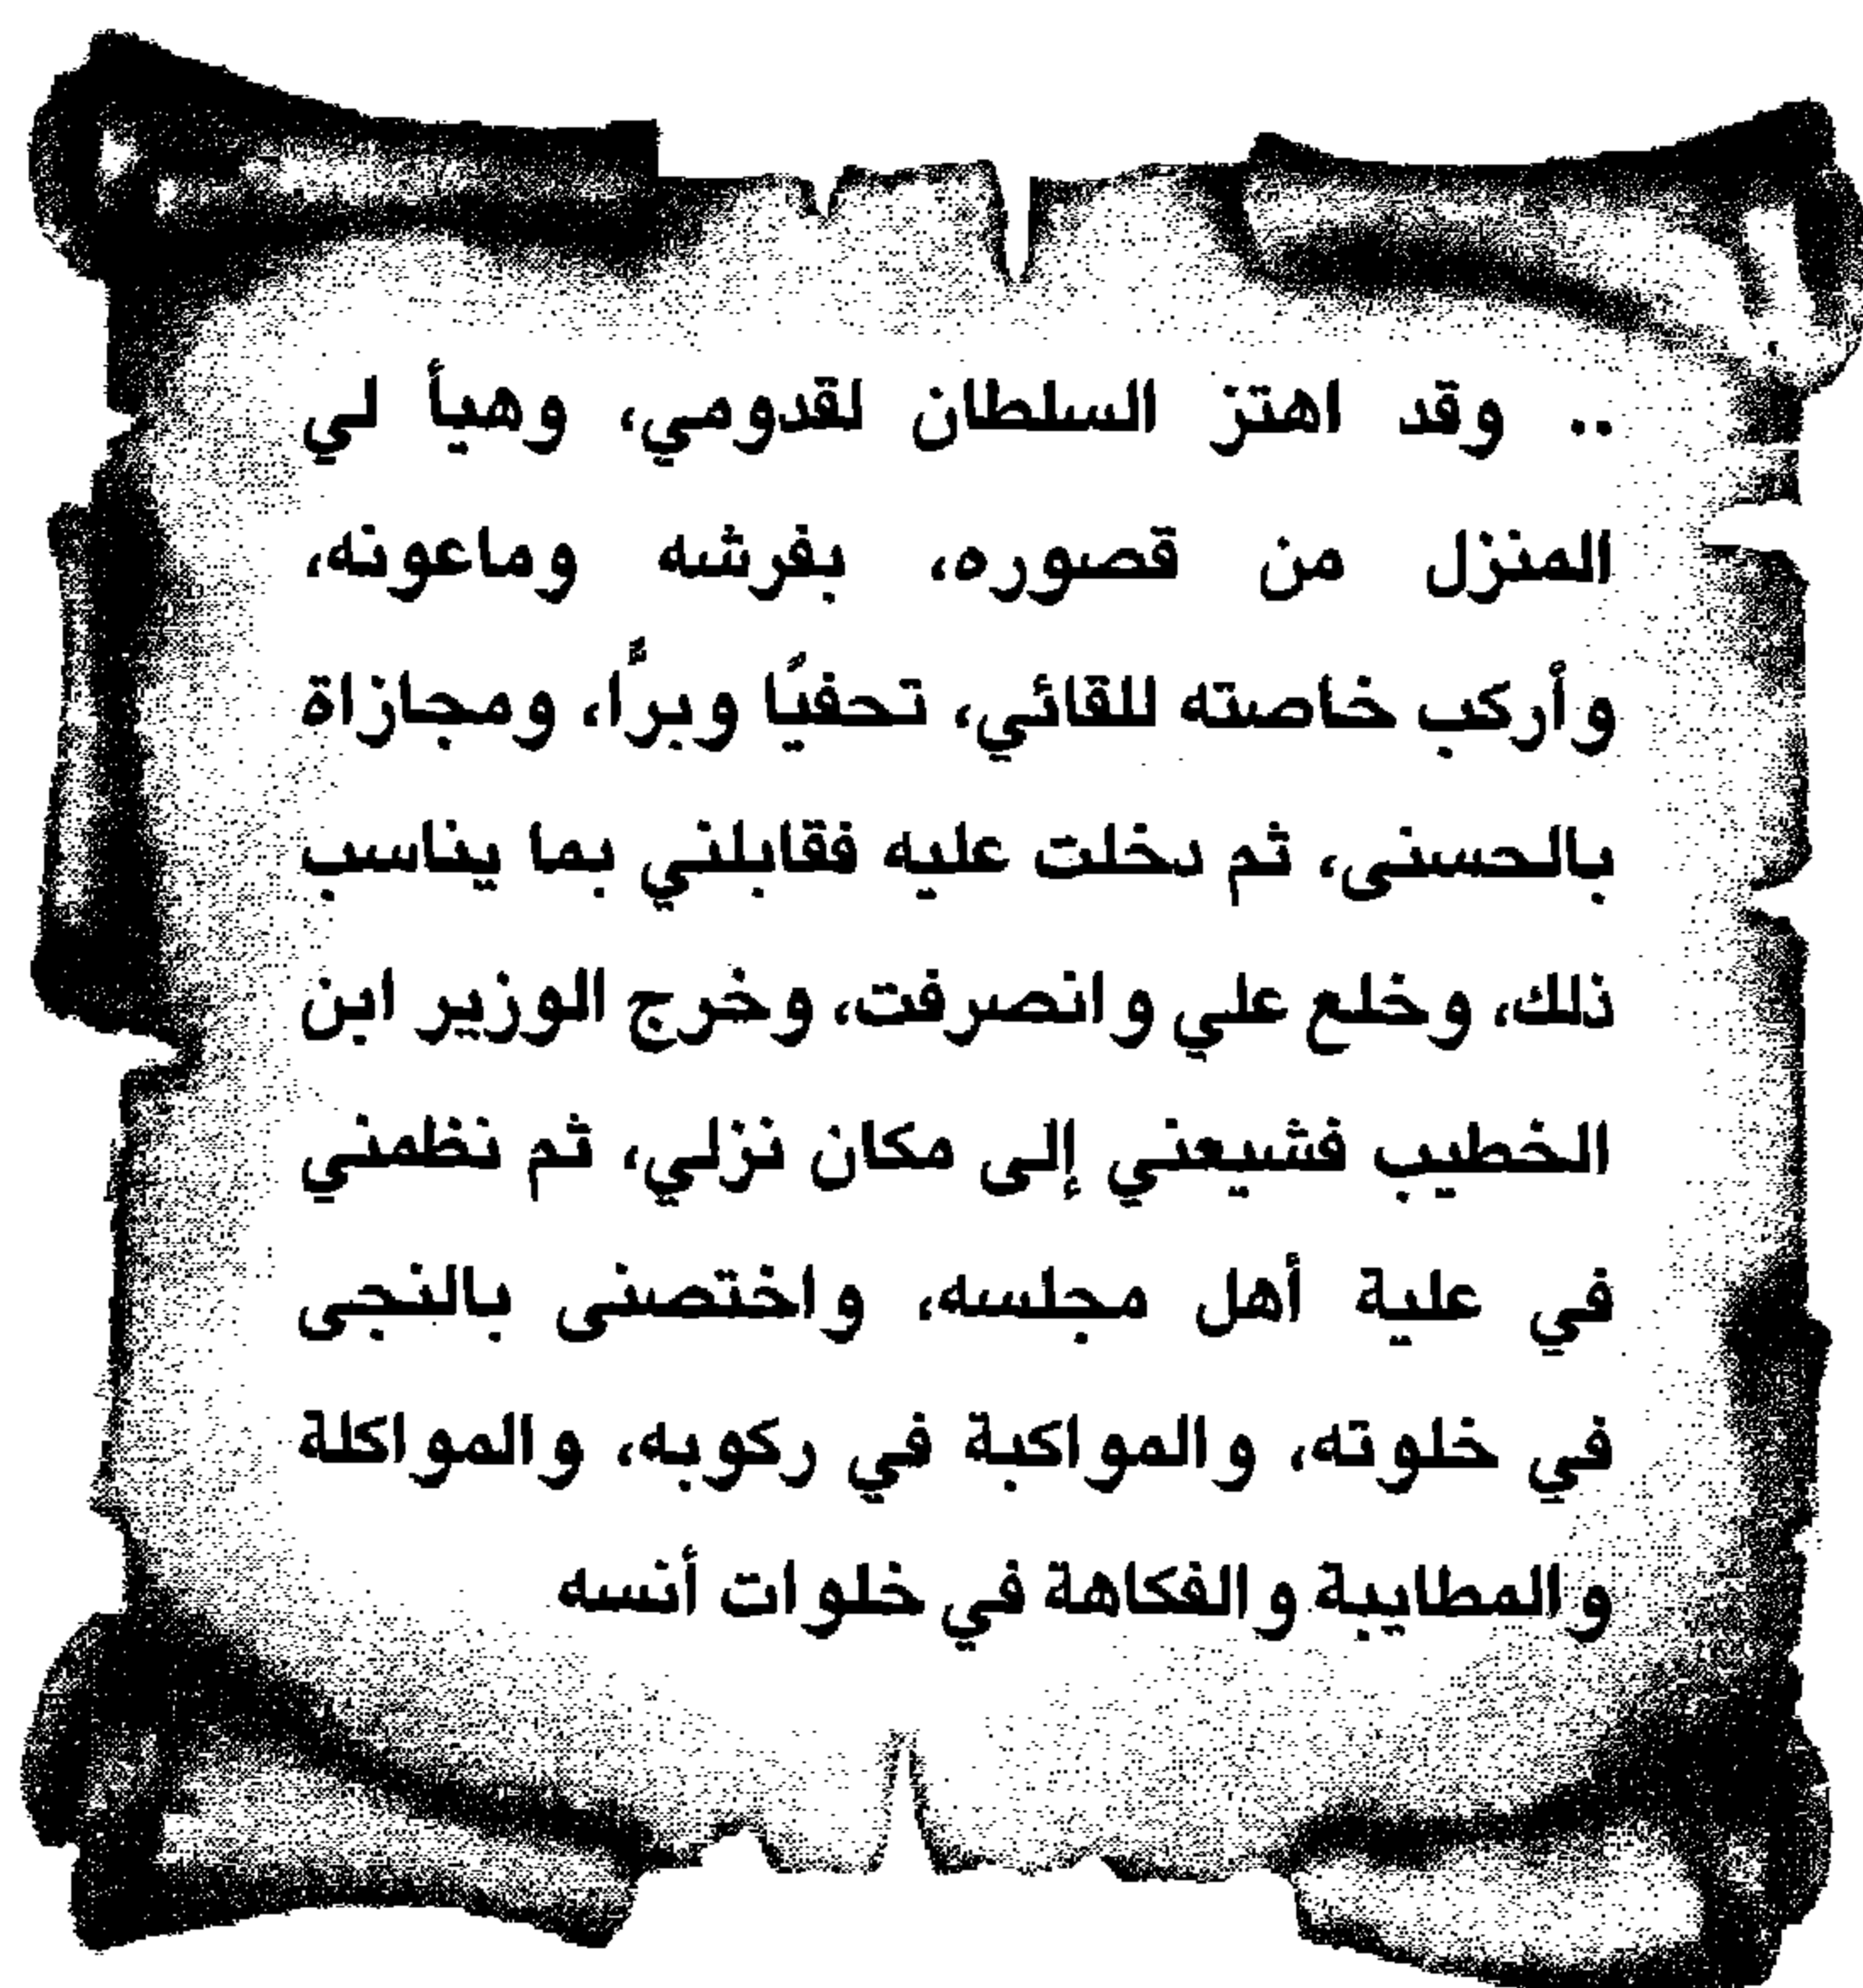 .. وقد اهتز السلطان لقدومي، وهيأ لي
المنزل من قصوره، بفرشه وماعونه،
وأركب خاصته للقائي، تحفيًا وبرًّا، ومجازاة
بالحسنى، ثم دخلت عليه فقابلني بما يناسب
ذلك، وخلع علي وانصرفت، وخرج الوزير ابن
الخطيب فشيعني إلى مكان نزلي، ثم نظمني
في علية أهل مجلسه، واختصنى بالنجى
في خلوته، والمواكبة في ركوبه، والمواكلة
والمطايبة والفكاهة في خلوات أنسه